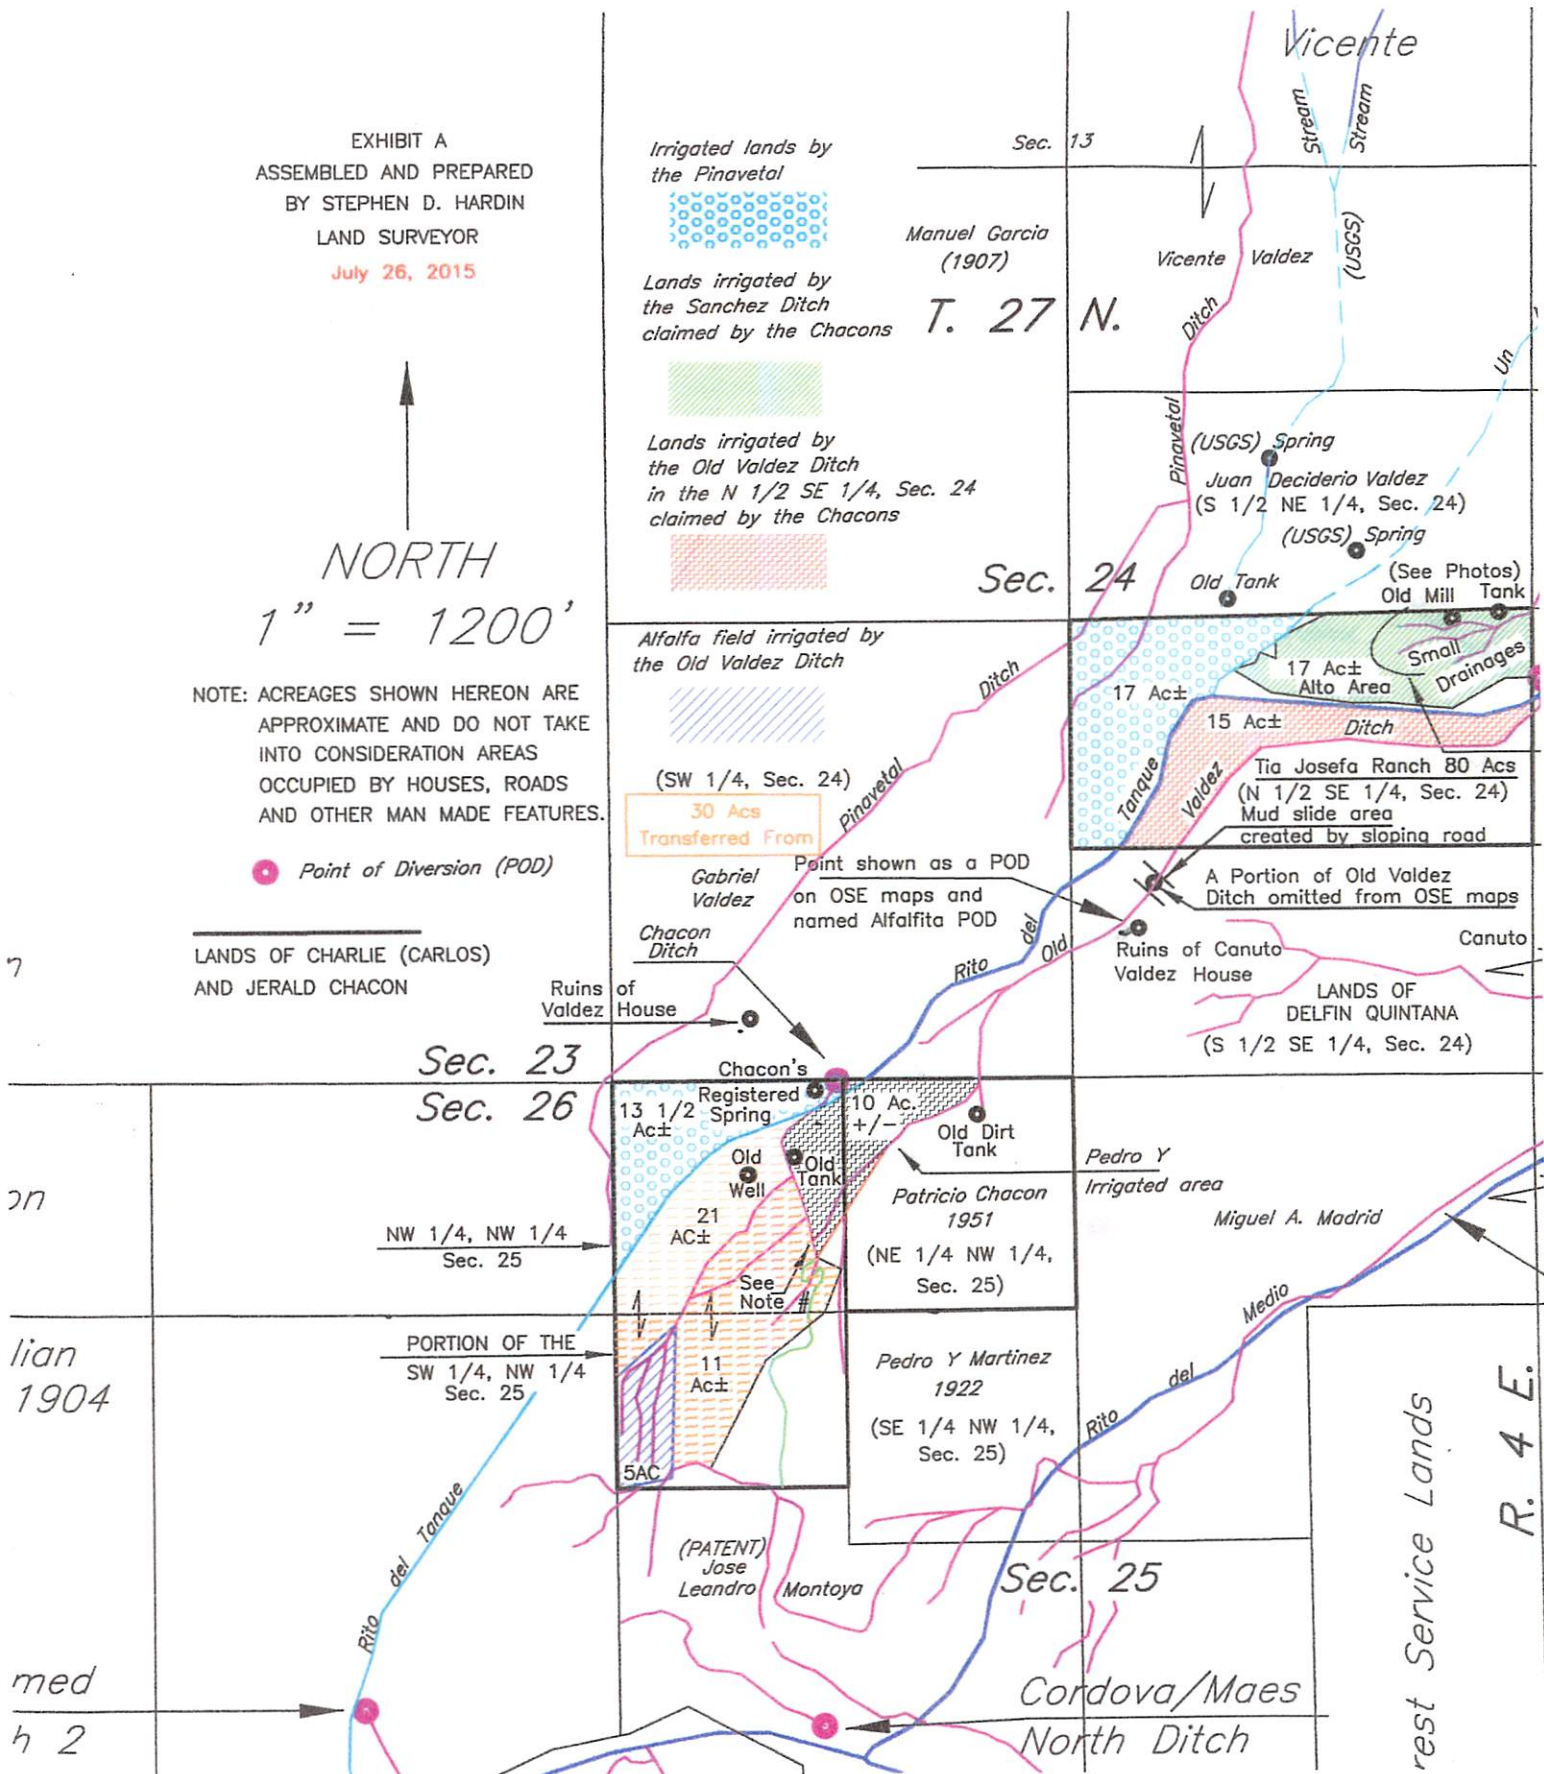 EXHIBIT A
ASSEMBLED AND PREPARED
BY STEPHEN D. HARDIN
LAND SURVEYOR
July 26, 2015
NORTH
1" = 1200'
NOTE: ACREAGES SHOWN HEREON ARE
APPROXIMATE AND DO NOT TAKE
INTO CONSIDERATION AREAS
OCCUPIED BY HOUSES, ROADS
AND OTHER MAN MADE FEATURES.
Point of Diversion (POD)
LANDS OF CHARLIE (CARLOS)
AND JERALD CHACON
Irrigated lands by
the Pinavetal
Lands irrigated by
the Sanchez Ditch
claimed by the Chacons
Lands irrigated by
the Old Valdez Ditch
in the N 1/2 SE 1/4, Sec. 24
claimed by the Chacons
Alfalfa field irrigated by
the Old Valdez Ditch
(SW 1/4, Sec. 24)
30 Acs
Transferred From
Gabriel
Valdez
Chacon
Ditch
Ruins of
Valdez House
Vicente
Stream
Stream
(USGS)
Sec. 13
Manuel Garcia
(1907)
Vicente Valdez
T. 27 N.
Pinavetal Ditch
Un
(USGS) Spring
Juan Deciderio Valdez
(S 1/2 NE 1/4, Sec. 24)
(USGS) Spring
Sec. 24
Old Tank
(See Photos)
Old Mill
Tank
Small
Drainages
17 Ac±
Alto Area
17 Ac±
15 Ac±
Ditch
Valdez
Tanque
Pinavetal Ditch
Tia Josefa Ranch 80 Acs
(N 1/2 SE 1/4, Sec. 24)
Mud slide area
created by sloping road
Point shown as a POD
on OSE maps and
named Alfalfita POD
A Portion of Old Valdez
Ditch omitted from OSE maps
Rito del
Old
Ruins of Canuto
Valdez House
Canuto
LANDS OF
DELFIN QUINTANA
(S 1/2 SE 1/4, Sec. 24)
Sec. 23
Sec. 26
Chacon's
Registered
Spring
13 1/2
Ac±
10 Ac.
+/-
Old Dirt
Tank
Old
Well
Old
Tank
21
AC±
Pedro Y
Irrigated area
Patricio Chacon
1951
(NE 1/4 NW 1/4,
Sec. 25)
Miguel A. Madrid
NW 1/4, NW 1/4
Sec. 25
See
Note #
PORTION OF THE
SW 1/4, NW 1/4
Sec. 25
11
Ac±
5AC
Pedro Y Martinez
1922
(SE 1/4 NW 1/4,
Sec. 25)
Rito del Medio
Rito del Tanque
(PATENT)
Jose
Leandro Montoya
Sec. 25
lian
1904
med
h 2
Cordova/Maes
North Ditch
rest Service Lands
R. 4 E.